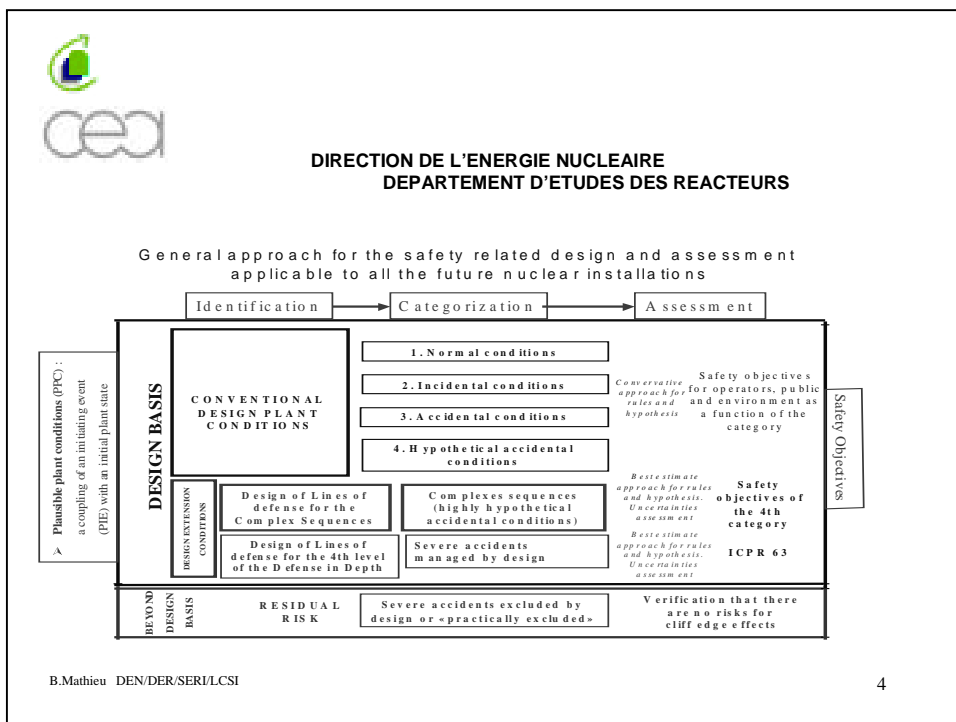 cea
DIRECTION DE L'ENERGIE NUCLEAIRE
DEPARTEMENT D'ETUDES DES REACTEURS
General approach for the safety related design and assessment
applicable to all the future nuclear installations
Identification
Categorization
Assessment
➢ Plausible plant conditions (PPC) :
a coupling of an initiating event
(PIE) with an initial plant state
DESIGN BASIS
CONVENTIONAL
DESIGN PLANT
CONDITIONS
1. Normal conditions
2. Incidental conditions
3. Accidental conditions
4. Hypothetical accidental
conditions
Convervative
approach for
rules and
hypothesis
Safety objectives
for operators, public
and environment as
a function of the
category
Safety Objectives
DESIGN EXTENSION
CONDITIONS
Design of Lines of
defense for the
Complex Sequences
Complexes sequences
(highly hypothetical
accidental conditions)
Best estimate
approach for rules
and hypothesis.
Uncertainties
assessment
Safety
objectives of
the 4th
category
Design of Lines of
defense for the 4th level
of the Defense in Depth
Severe accidents
managed by design
Best estimate
approach for rules
and hypothesis.
Uncertainties
assessment
ICPR 63
BEYOND
DESIGN
BASIS
RESIDUAL
RISK
Severe accidents excluded by
design or «practically excluded»
Verification that there
are no risks for
cliff edge effects
B.Mathieu DEN/DER/SERI/LCSI
4